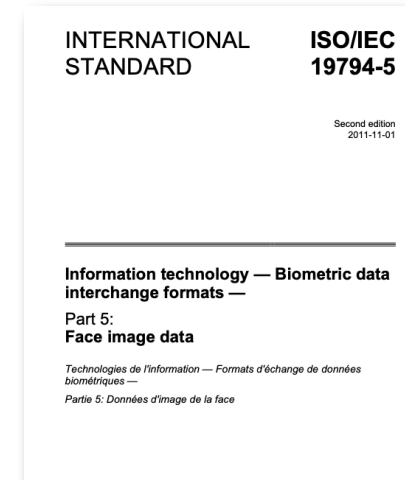 INTERNATIONAL STANDARD
ISO/IEC 19794-5
Second edition
2011-11-01
Information technology — Biometric data
interchange formats —
Part 5:
Face image data
Technologies de l'information — Formats d'échange de données
biométriques —
Partie 5: Données d'image de la face